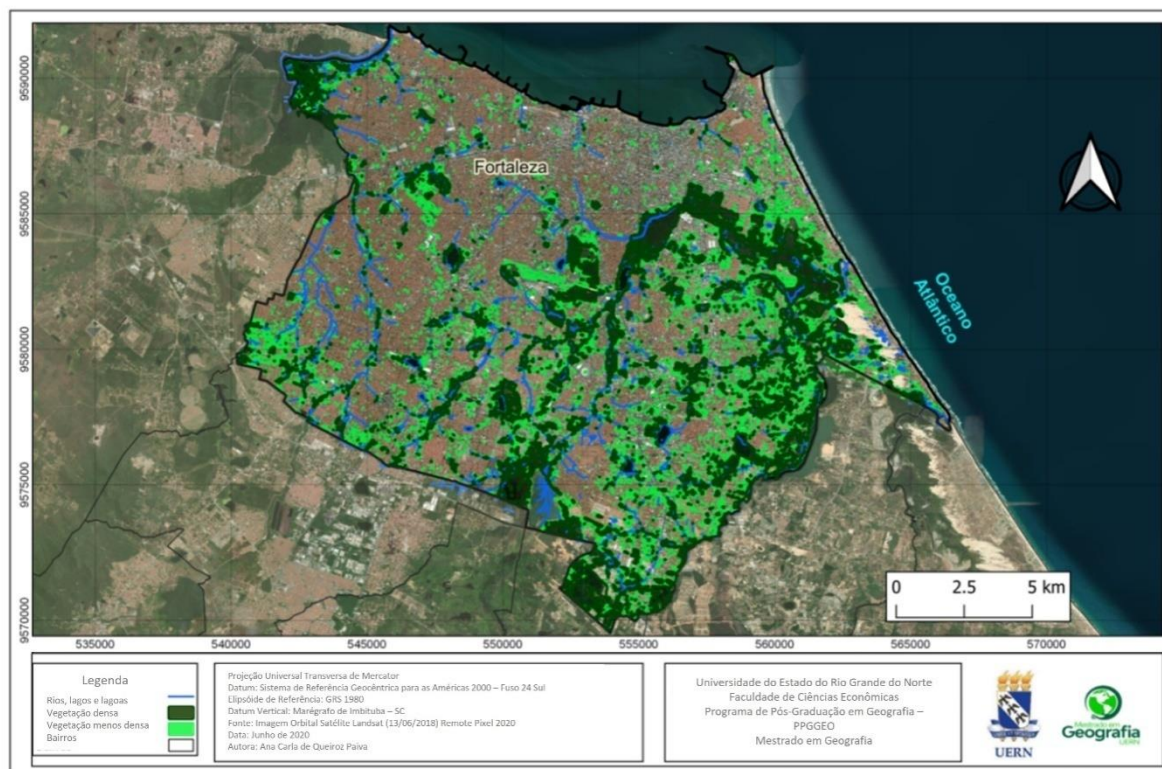 9590000
9585000
9580000
9575000
9570000
Fortaleza
Oceano
Atlântico
0 2.5 5 km
535000 540000 545000 550000 555000 560000 565000 570000
Legenda
Rios, lagos e lagoas
Vegetação densa
Vegetação menos densa
Bairros
Projeção Universal Transversa de Mercator
Datum: Sistema de Referência Geocêntrica para as Américas 2000 – Fuso 24 Sul
Elipsóide de Referência: GRS 1980
Datum Vertical: Marégrafo de Imbituba – SC
Fonte: Imagem Orbital Satélite Landsat (13/06/2018) Remote Pixel 2020
Data: Junho de 2020
Autora: Ana Carla de Queiroz Paiva
Universidade do Estado do Rio Grande do Norte
Faculdade de Ciências Econômicas
Programa de Pós-Graduação em Geografia –
PPGGEO
Mestrado em Geografia
UERN
Mestrado em
Geografia
UERN